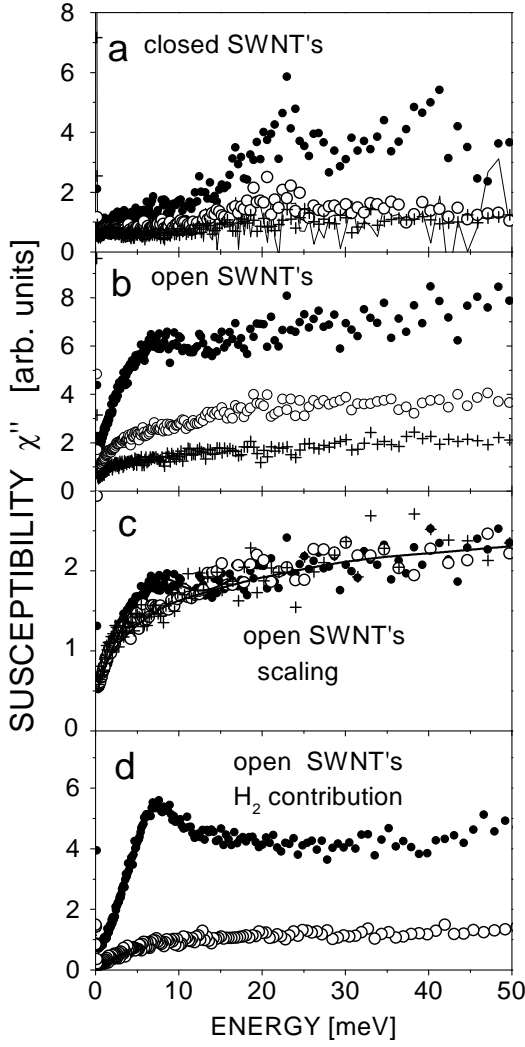 SUSCEPTIBILITY χ'' [arb. units]
8
6
4
2
0
a closed SWNT's
8
6
4
2
0
b open SWNT's
3
2
1
0
c
open SWNT's
scaling
6
4
2
0
d open SWNT's
H₂ contribution
0 10 20 30 40 50
ENERGY [meV]